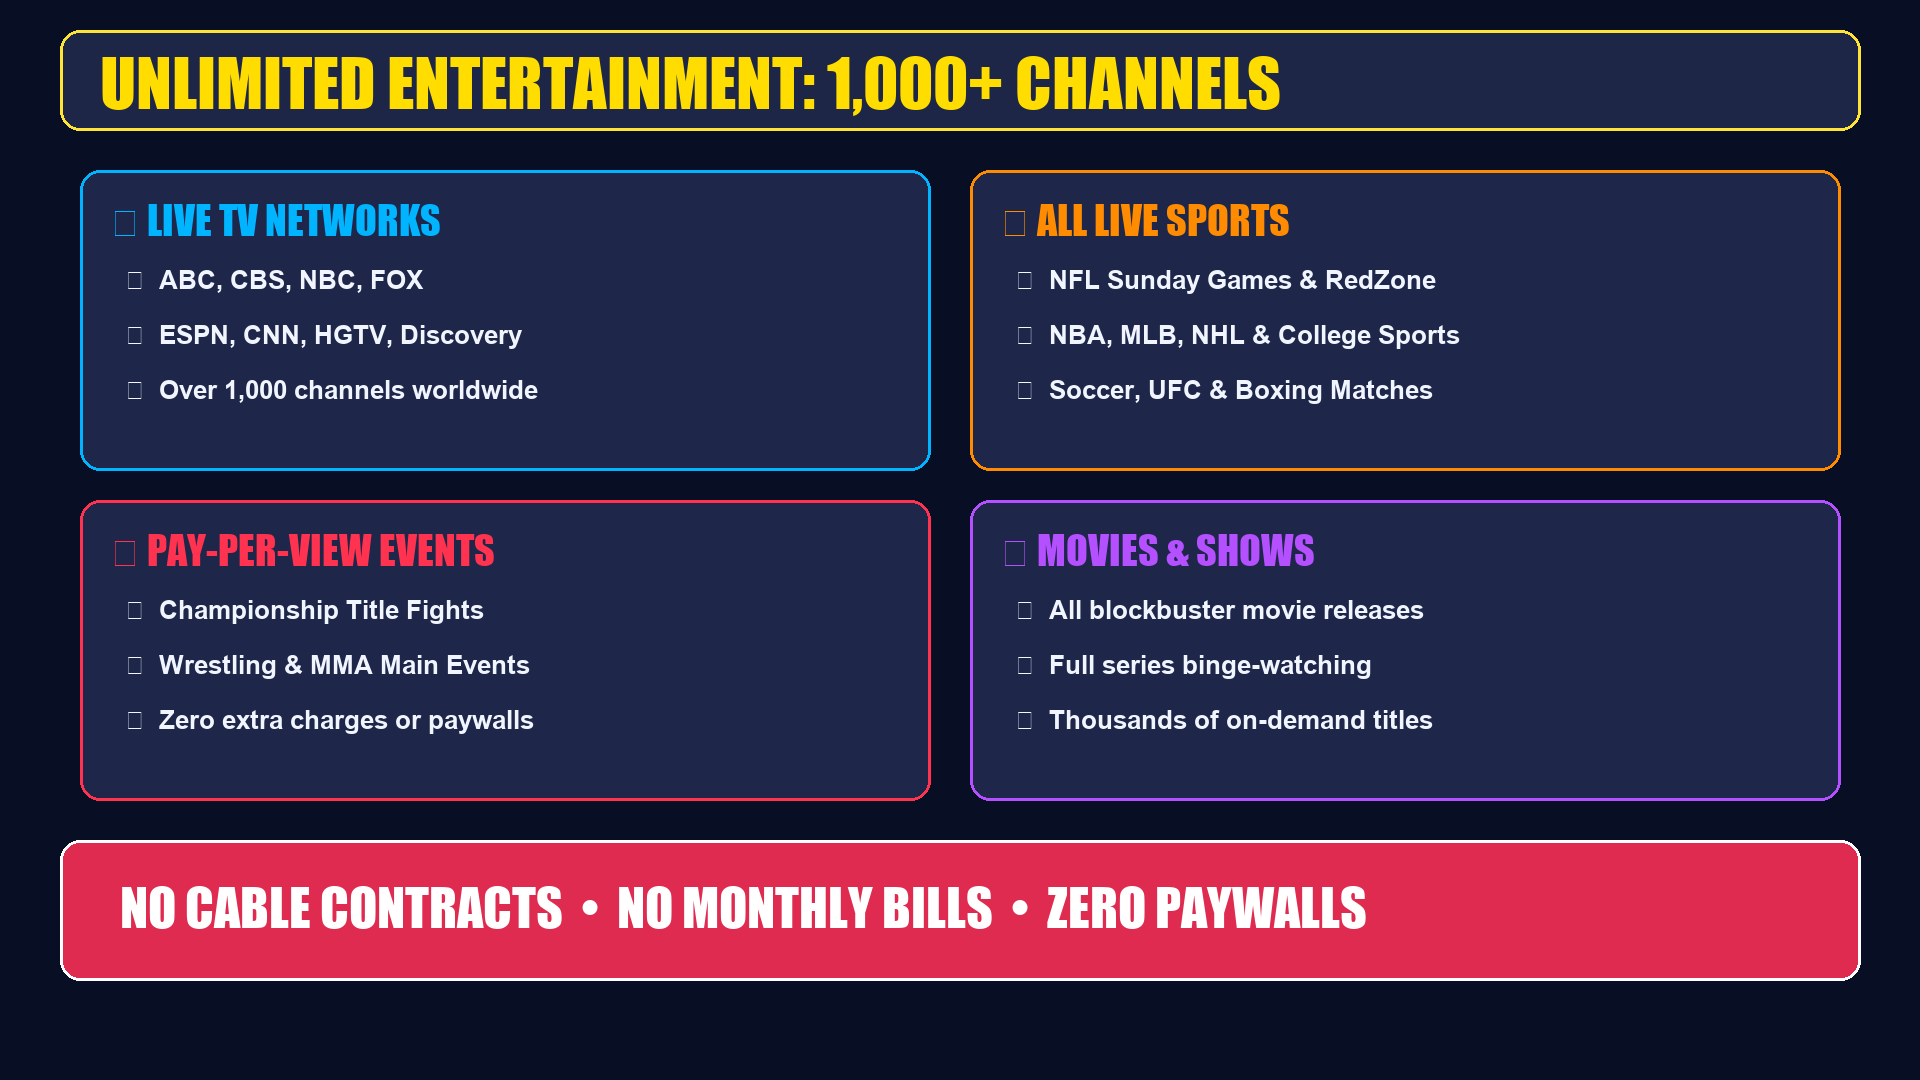 UNLIMITED ENTERTAINMENT: 1,000+ CHANNELS
LIVE TV NETWORKS
ABC, CBS, NBC, FOX
ESPN, CNN, HGTV, Discovery
Over 1,000 channels worldwide
ALL LIVE SPORTS
NFL Sunday Games & RedZone
NBA, MLB, NHL & College Sports
Soccer, UFC & Boxing Matches
PAY-PER-VIEW EVENTS
Championship Title Fights
Wrestling & MMA Main Events
Zero extra charges or paywalls
MOVIES & SHOWS
All blockbuster movie releases
Full series binge-watching
Thousands of on-demand titles
NO CABLE CONTRACTS • NO MONTHLY BILLS • ZERO PAYWALLS